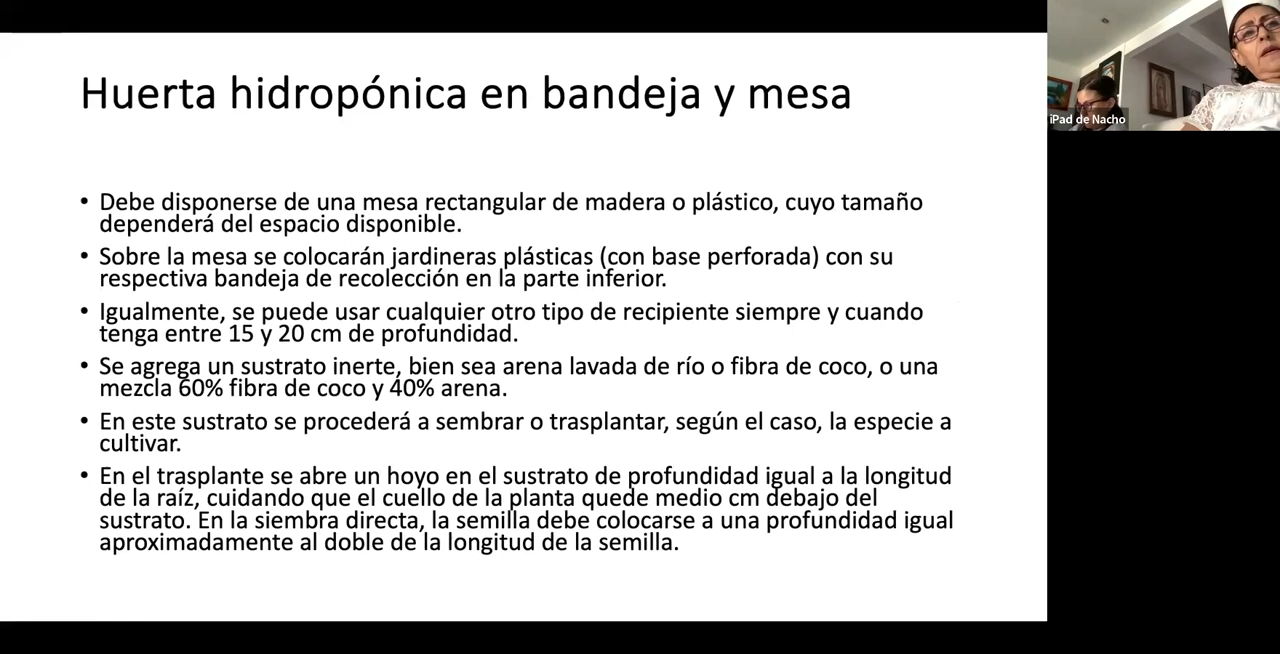 Huerta hidropónica en bandeja y mesa
• Debe disponerse de una mesa rectangular de madera o plástico, cuyo tamaño
dependerá del espacio disponible.
• Sobre la mesa se colocarán jardineras plásticas (con base perforada) con su
respectiva bandeja de recolección en la parte inferior.
• Igualmente, se puede usar cualquier otro tipo de recipiente siempre y cuando
tenga entre 15 y 20 cm de profundidad.
• Se agrega un sustrato inerte, bien sea arena lavada de río o fibra de coco, o una
mezcla 60% fibra de coco y 40% arena.
• En este sustrato se procederá a sembrar o trasplantar, según el caso, la especie a
cultivar.
• En el trasplante se abre un hoyo en el sustrato de profundidad igual a la longitud
de la raíz, cuidando que el cuello de la planta quede medio cm debajo del
sustrato. En la siembra directa, la semilla debe colocarse a una profundidad igual
aproximadamente al doble de la longitud de la semilla.
iPad de Nacho